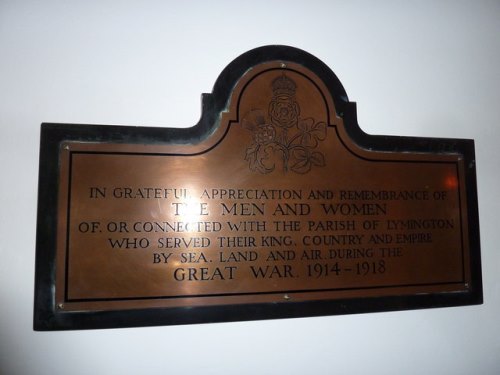 IN GRATEFUL APPRECIATION AND REMEMBRANCE OF
THE MEN AND WOMEN
OF, OR CONNECTED WITH THE PARISH OF LYMINGTON
WHO SERVED THEIR KING, COUNTRY AND EMPIRE
BY SEA, LAND AND AIR, DURING THE
GREAT WAR. 1914-1918